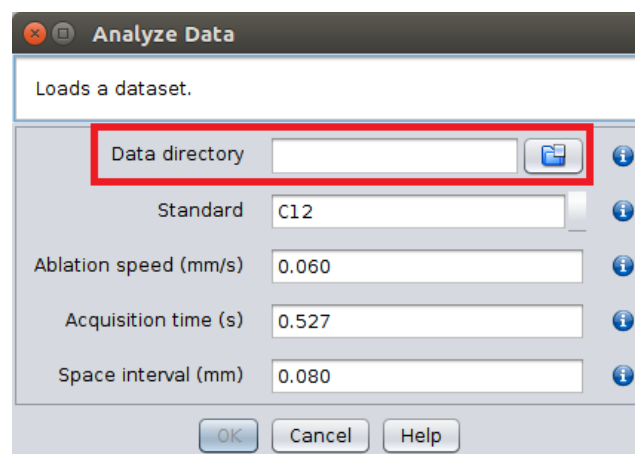 Analyze Data
Loads a dataset.
Data directory
Standard C12
Ablation speed (mm/s) 0.060
Acquisition time (s) 0.527
Space interval (mm) 0.080
OK Cancel Help